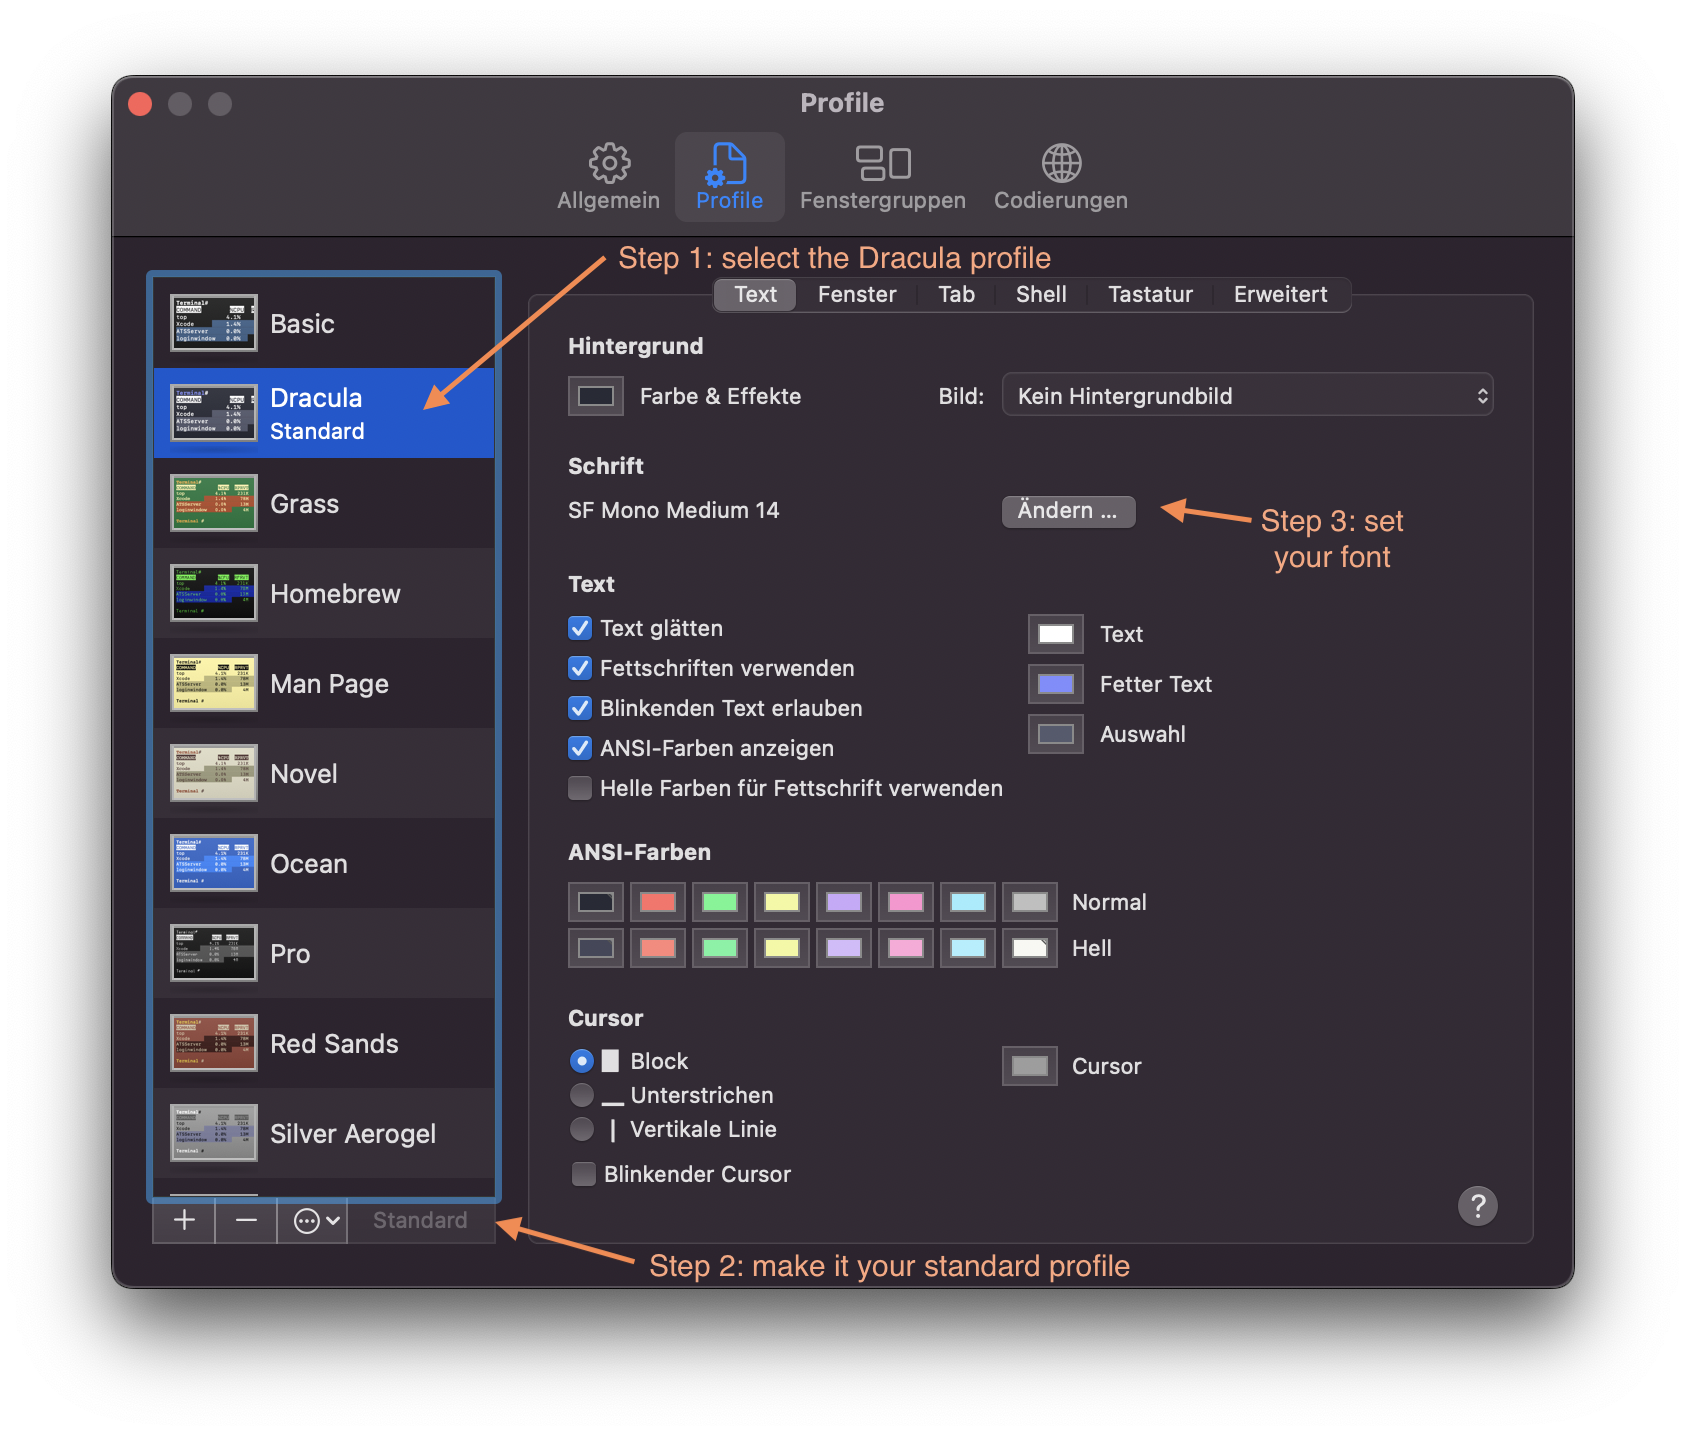 Profile
Allgemein
Profile
Fenstergruppen
Codierungen
Step 1: select the Dracula profile
Basic
Dracula
Standard
Grass
Homebrew
Man Page
Novel
Ocean
Pro
Red Sands
Silver Aerogel
Standard
Step 2: make it your standard profile
Text Fenster Tab Shell Tastatur Erweitert
Hintergrund
Farbe & Effekte Bild: Kein Hintergrundbild
Schrift
SF Mono Medium 14 Ändern ...
Step 3: set
your font
Text
Text glätten
Fettschriften verwenden
Blinkenden Text erlauben
ANSI-Farben anzeigen
Helle Farben für Fettschrift verwenden
Text
Fetter Text
Auswahl
ANSI-Farben
Normal
Hell
Cursor
Block
Unterstrichen
Vertikale Linie
Blinkender Cursor
Cursor
?